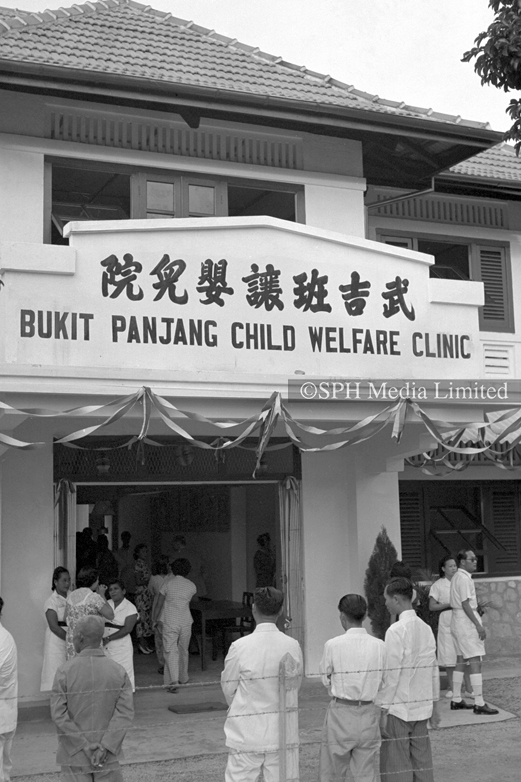 武吉班讓嬰兒院
BUKIT PANJANG CHILD WELFARE CLINIC
©SPH Media Limited